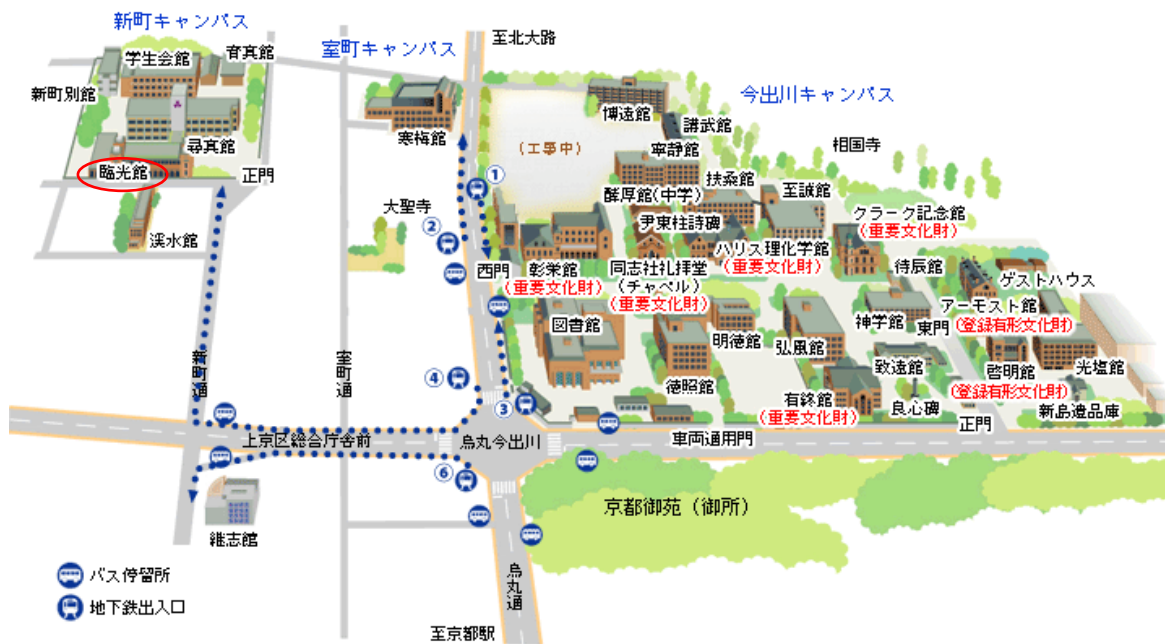 新町キャンパス
室町キャンパス
今出川キャンパス
至北大路
学生会館
育真館
新町別館
尋真館
臨光館
正門
渓水館
寒梅館
大聖寺
(工事中)
博遠館
講武館
寧静館
相国寺
扶桑館
至誠館
醇厚館(中学)
尹東柱詩碑
クラーク記念館
(重要文化財)
ハリス理化学館
(重要文化財)
①
②
西門
彰栄館
(重要文化財)
同志社礼拝堂
(チャペル)
(重要文化財)
待辰館
ゲストハウス
アーモスト館
(登録有形文化財)
図書館
明徳館
神学館
東門
弘風館
徳照館
致遠館
啓明館
(登録有形文化財)
光塩館
有終館
(重要文化財)
良心碑
新島遺品庫
正門
新町通
室町通
④
③
上京区総合庁舎前
烏丸今出川
車両通用門
⑥
京都御苑(御所)
継志館
烏丸通
バス停留所
地下鉄出入口
至京都駅